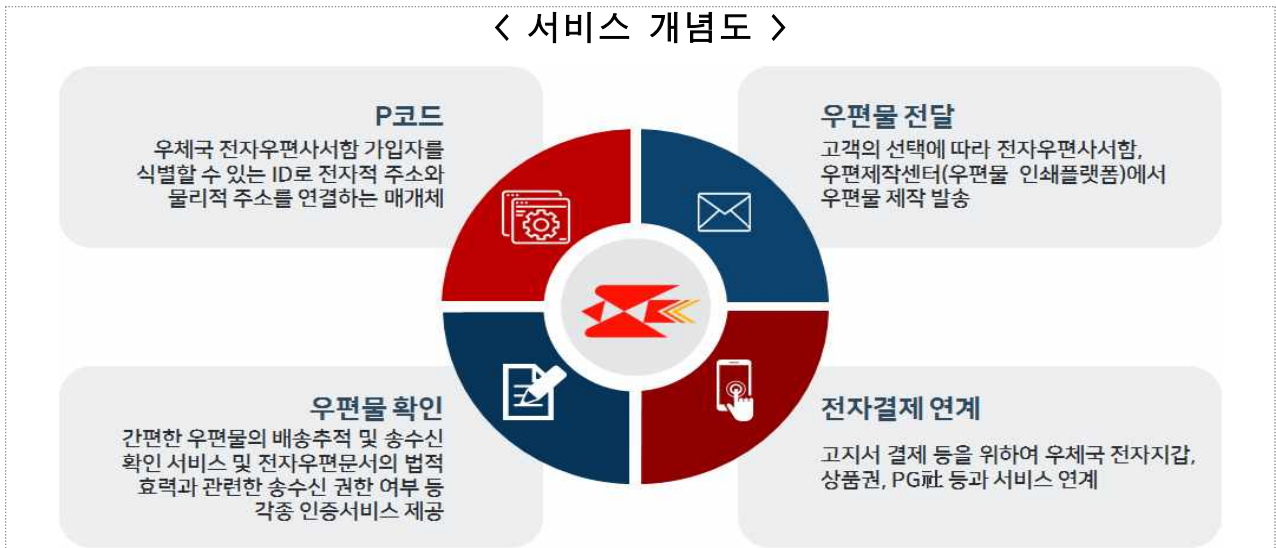 < 서비스 개념도 >
P코드
우체국 전자우편사서함 가입자를
식별할 수 있는 ID로 전자적 주소와
물리적 주소를 연결하는 매개체
우편물 전달
고객의 선택에 따라 전자우편사서함,
우편제작센터(우편물 인쇄플랫폼)에서
우편물 제작 발송
우편물 확인
간편한 우편물의 배송추적 및 송수신
확인 서비스 및 전자우편문서의 법적
효력과 관련한 송수신 권한 여부 등
각종 인증서비스 제공
전자결제 연계
고지서 결제 등을 위하여 우체국 전자지갑,
상품권, PG社 등과 서비스 연계